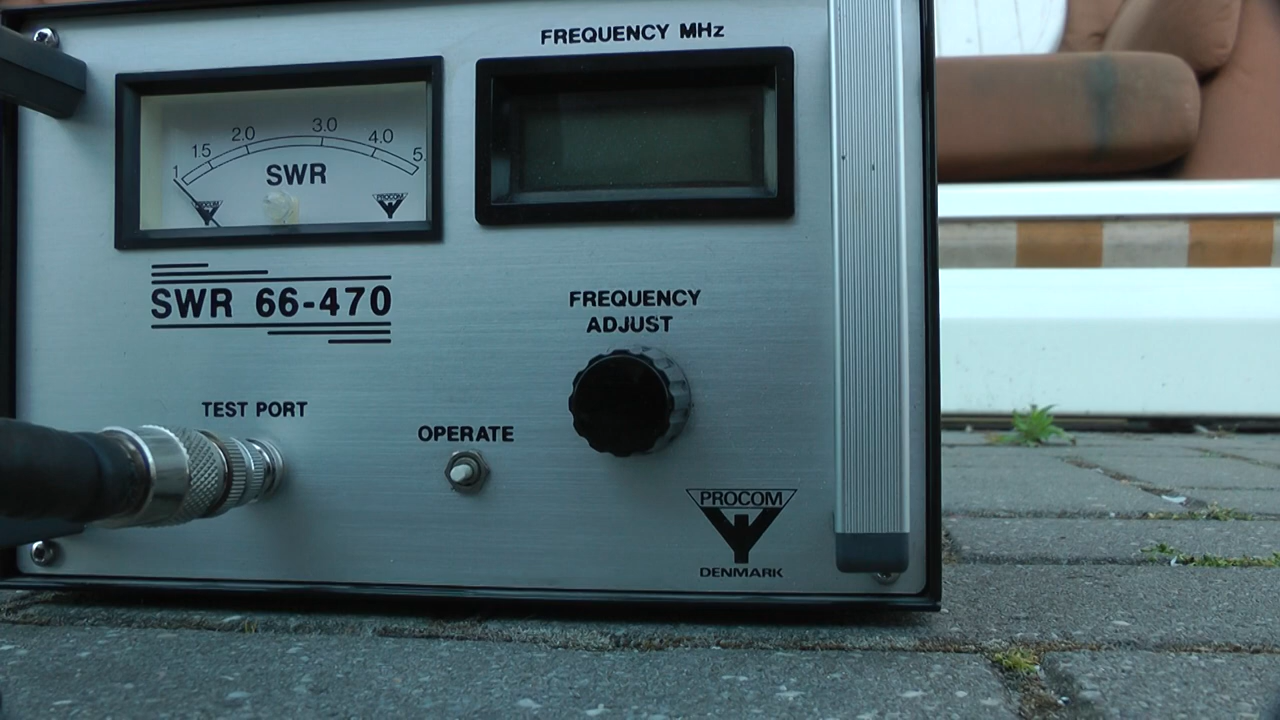 FREQUENCY MHz
1 1.5 2.0 3.0 4.0 5.
SWR
PROCOM PROCOM
SWR 66-470
FREQUENCY
ADJUST
TEST PORT
OPERATE
PROCOM
DENMARK